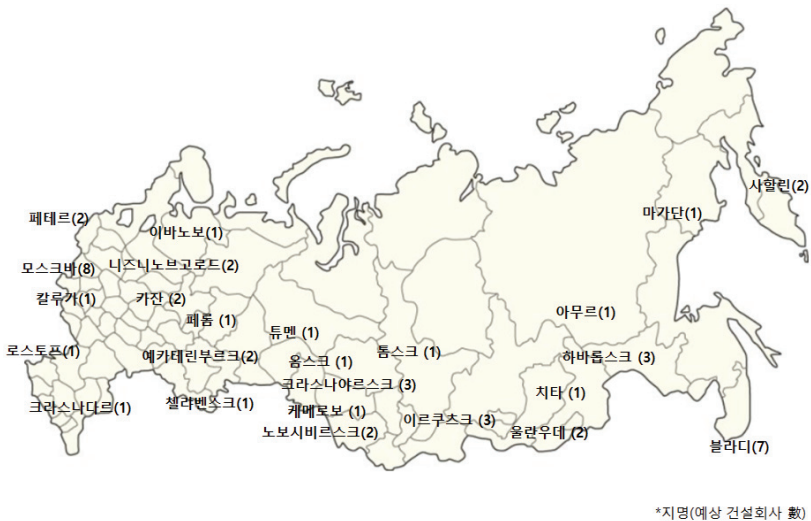 사할린(2)
페테르(2)
마가단(1)
이바노보(1)
모스크바(8)
니즈니노브고로드(2)
칼루가(1)
카잔 (2)
아무르(1)
페롬 (1)
튜멘 (1)
로스토프(1)
예카테린부르크(2)
옴스크 (1)
톰스크 (1)
하바롭스크 (3)
크라스나야르스크 (3)
치타 (1)
크라스나다르(1)
첼랴벤스크(1)
케메로보 (1)
이르쿠츠크 (3)
노보시비르스크(2)
울란우데 (2)
블라디(7)
*지명(예상 건설회사 數)